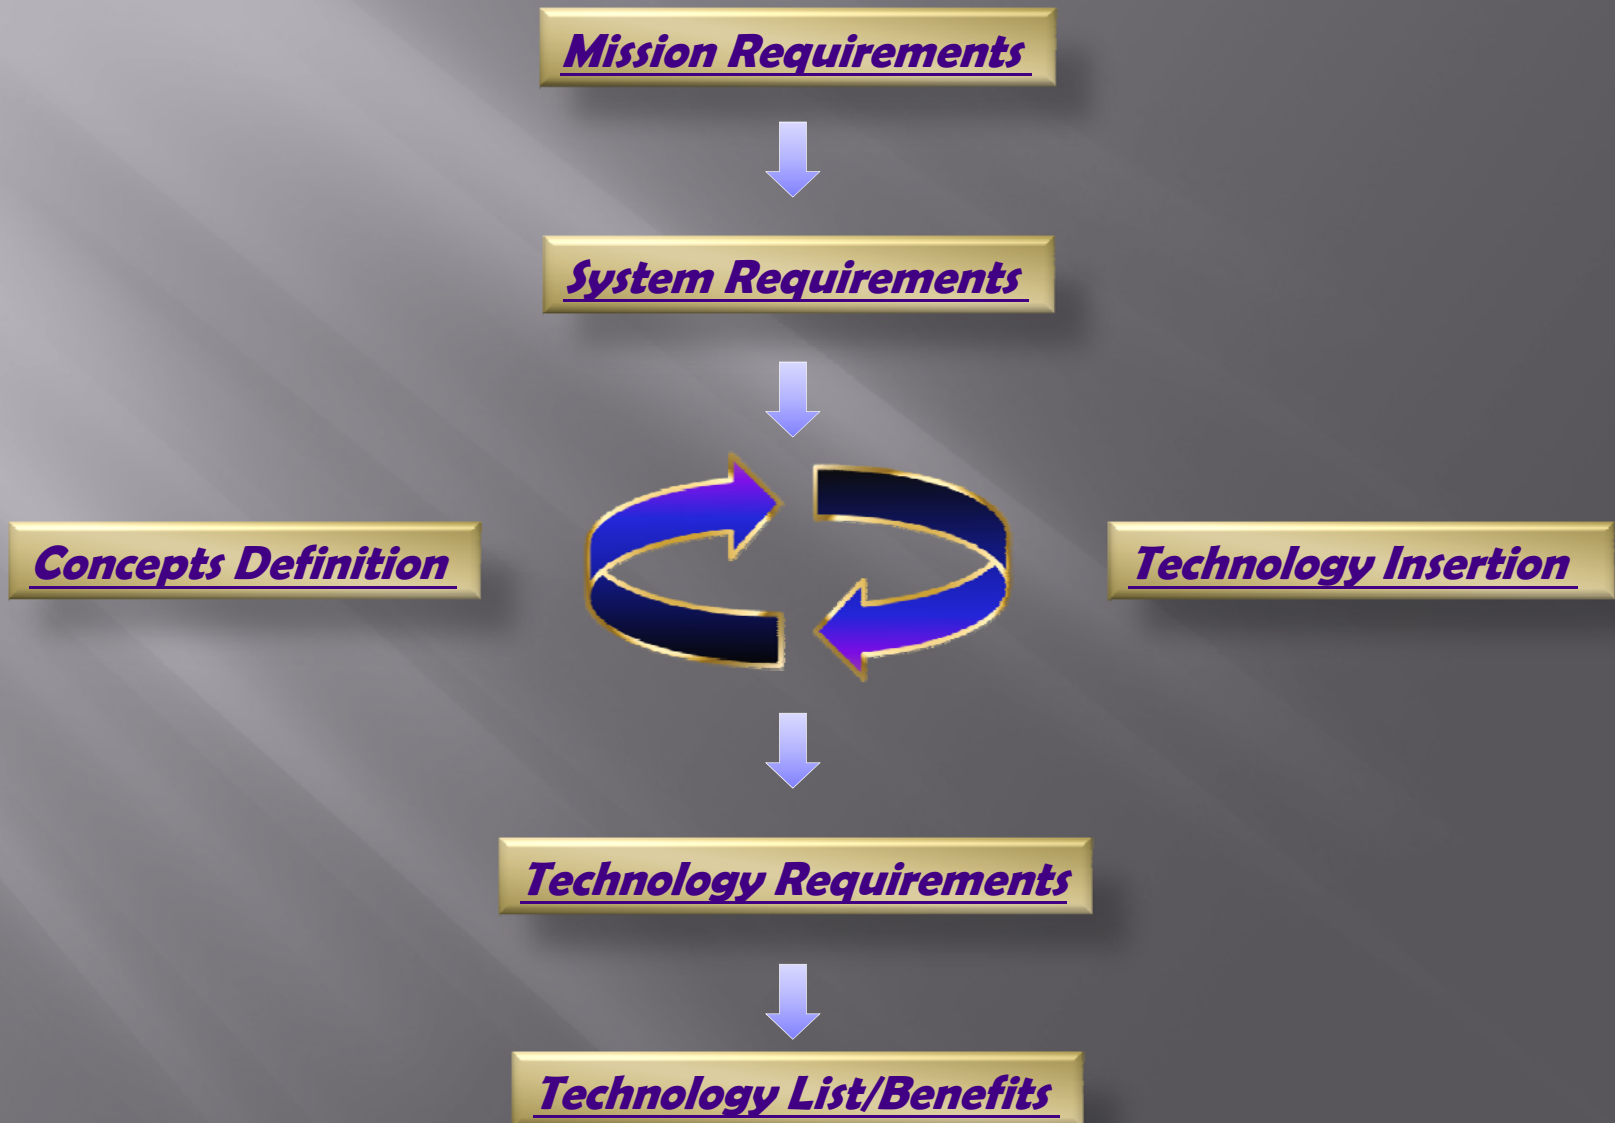 Mission Requirements
System Requirements
Concepts Definition
Technology Insertion
Technology Requirements
Technology List/Benefits